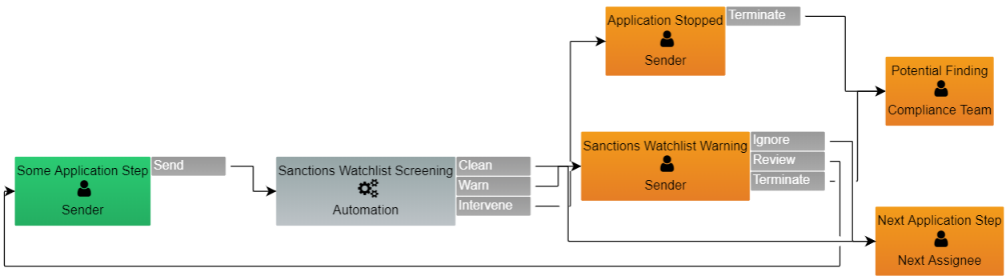 Application Stopped
Sender
Terminate
Potential Finding
Compliance Team
Some Application Step
Sender
Send
Sanctions Watchlist Screening
Automation
Clean
Warn
Intervene
Sanctions Watchlist Warning
Sender
Ignore
Review
Terminate
Next Application Step
Next Assignee